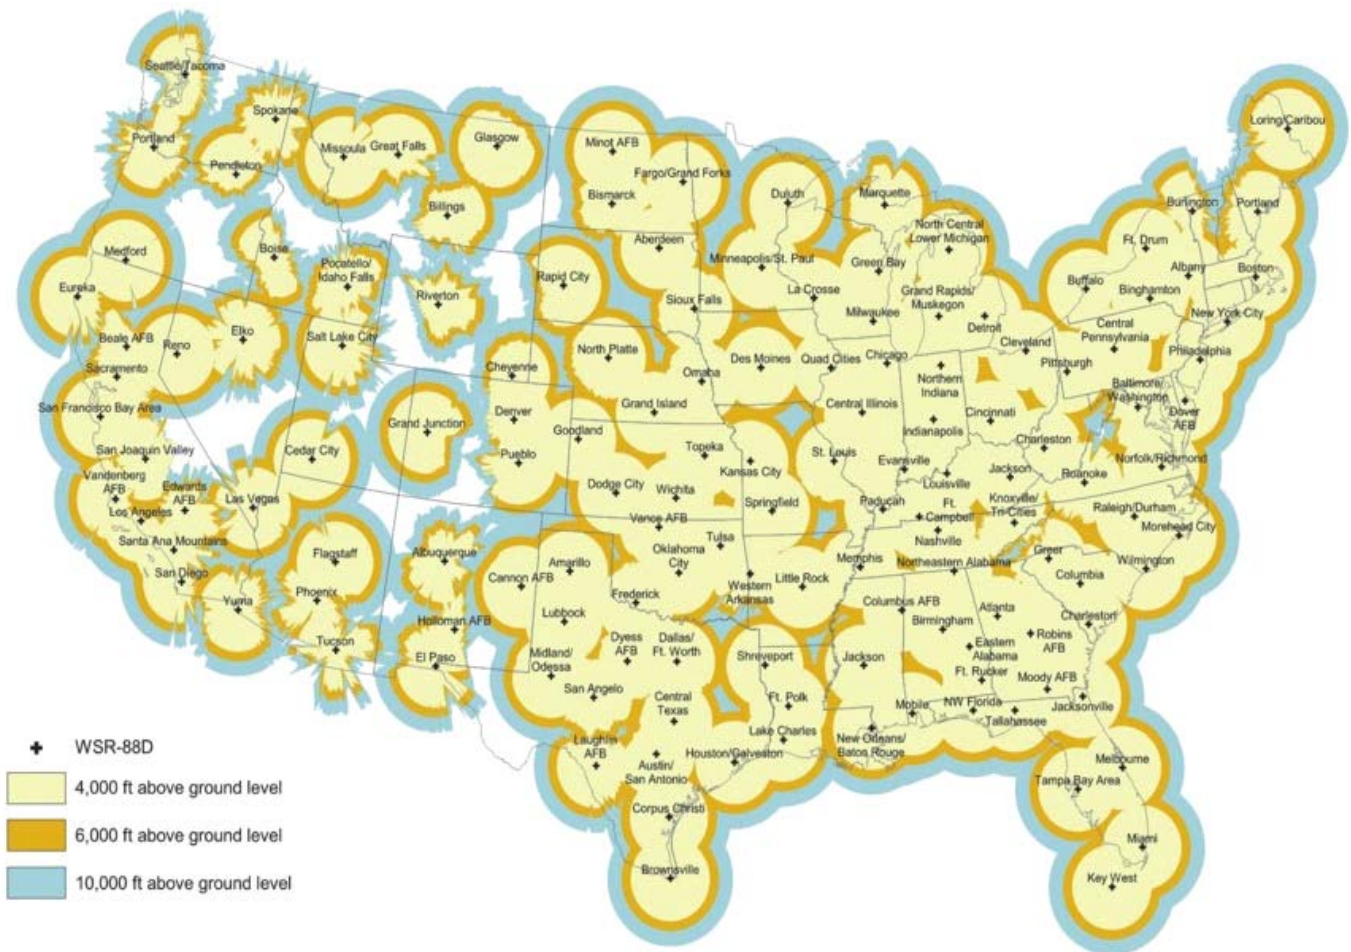 Seattle/Tacoma
Spokane
Portland
Pendleton
Missoula
Great Falls
Glasgow
Billings
Minot AFB
Fargo/Grand Forks
Bismarck
Duluth
Marquette
Loring/Caribou
Burlington
Portland
Medford
Eureka
Boise
Pocatello/
Idaho Falls
Riverton
Rapid City
Aberdeen
Minneapolis/St. Paul
North Central
Lower Michigan
Green Bay
La Crosse
Sioux Falls
Grand Rapids/
Muskegon
Milwaukee
Detroit
Ft. Drum
Buffalo
Albany
Binghamton
Boston
New York City
Beale AFB
Reno
Elko
Salt Lake City
Sacramento
San Francisco Bay Area
Cheyenne
North Platte
Omaha
Des Moines
Quad Cities
Chicago
Northern
Indiana
Cleveland
Pittsburgh
Central
Pennsylvania
Philadelphia
Baltimore/
Washington
Dover
AFB
San Joaquin Valley
Vandenberg
AFB
Edwards
AFB
Los Angeles
Las Vegas
Cedar City
Grand Junction
Denver
Pueblo
Goodland
Grand Island
Topeka
Kansas City
Central Illinois
St. Louis
Indianapolis
Cincinnati
Charleston
Evansville
Louisville
Jackson
Roanoke
Norfolk/Richmond
Santa Ana Mountains
San Diego
Yuma
Flagstaff
Phoenix
Tucson
Albuquerque
Holloman AFB
El Paso
Dodge City
Wichita
Vance AFB
Springfield
Paducah
Ft.
Campbell
Nashville
Knoxville/
Tri-Cities
Raleigh/Durham
Morehead City
Cannon AFB
Amarillo
Oklahoma
City
Tulsa
Western
Arkansas
Little Rock
Memphis
Northeastern Alabama
Greer
Columbia
Wilmington
Lubbock
Frederick
Columbus AFB
Birmingham
Atlanta
Charleston
Midland/
Odessa
Dyess
AFB
Dallas/
Ft. Worth
Shreveport
Jackson
Eastern
Alabama
Robins
AFB
Ft. Rucker
Moody AFB
San Angelo
Central
Texas
Ft. Polk
Mobile
NW Florida
Tallahassee
Jacksonville
Laughlin
AFB
Austin/
San Antonio
Houston/Galveston
Lake Charles
New Orleans/
Baton Rouge
Corpus Christi
Brownsville
Melbourne
Tampa Bay Area
Miami
Key West
WSR-88D
4,000 ft above ground level
6,000 ft above ground level
10,000 ft above ground level